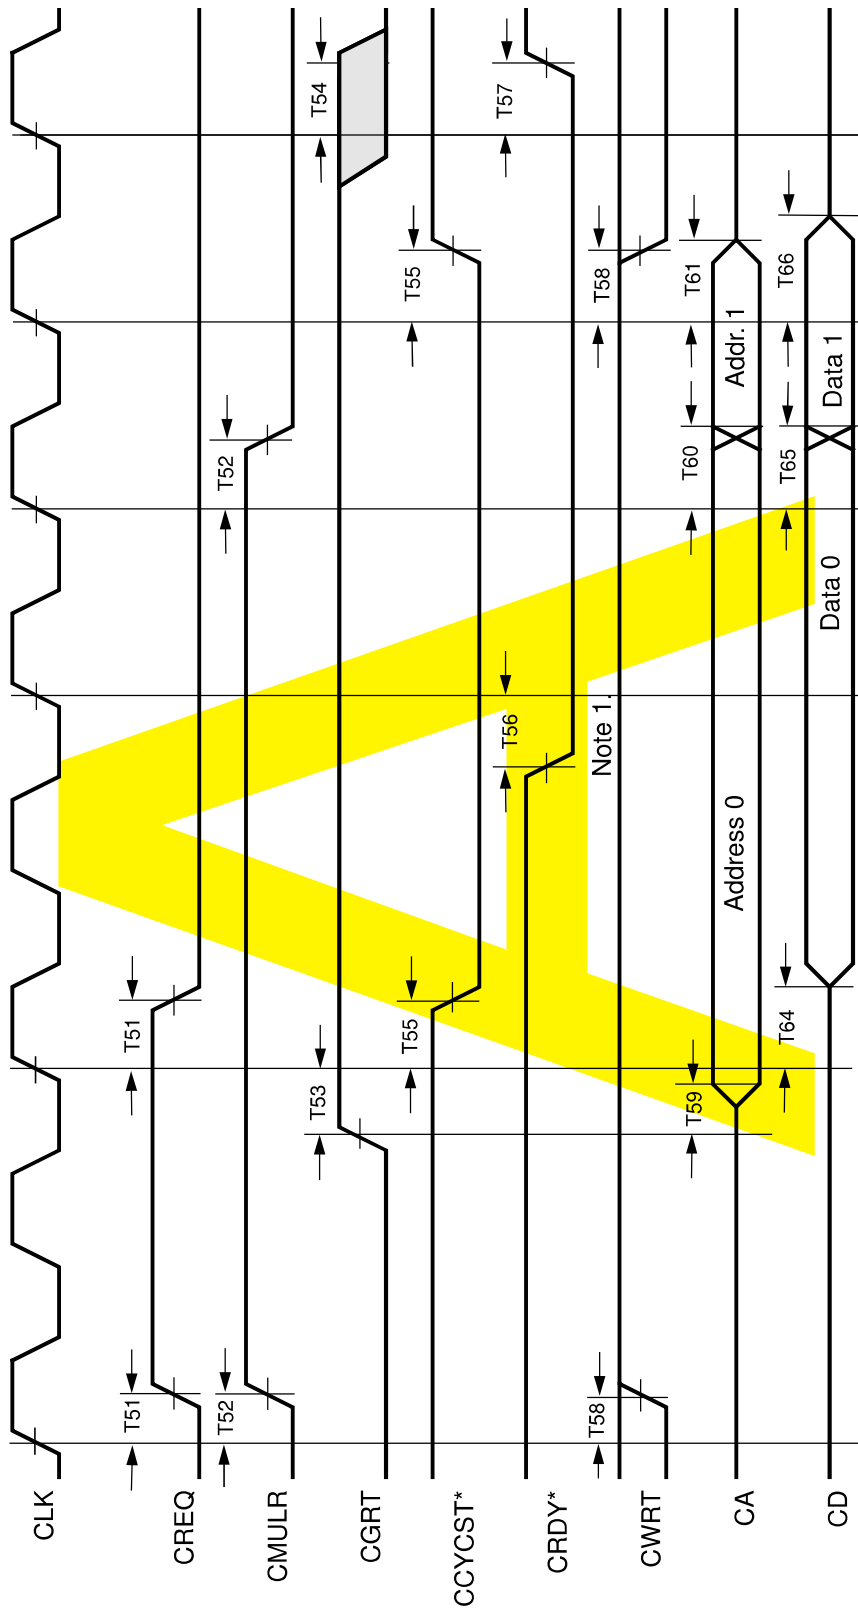 CLK
CREQ
T51
T51
CMULR
T52
T52
CGRT
T53
T54
CCYCST*
T55
T55
CRDY*
T56
T57
Note 1.
CWRT
T58
T58
CA
T59
Address 0
T60
Addr. 1
T61
CD
T64
Data 0
T65
Data 1
T66